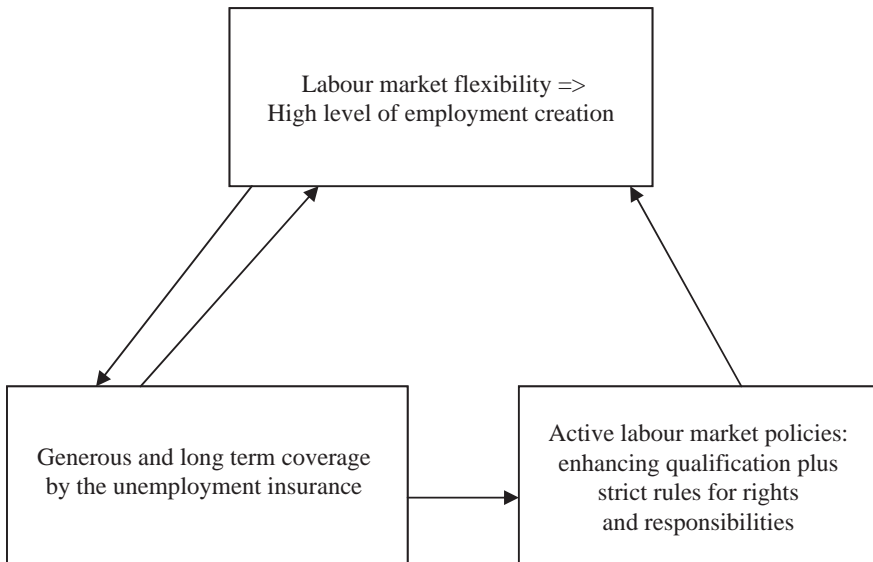 Labour market flexibility =>
High level of employment creation
Generous and long term coverage
by the unemployment insurance
Active labour market policies:
enhancing qualification plus
strict rules for rights
and responsibilities